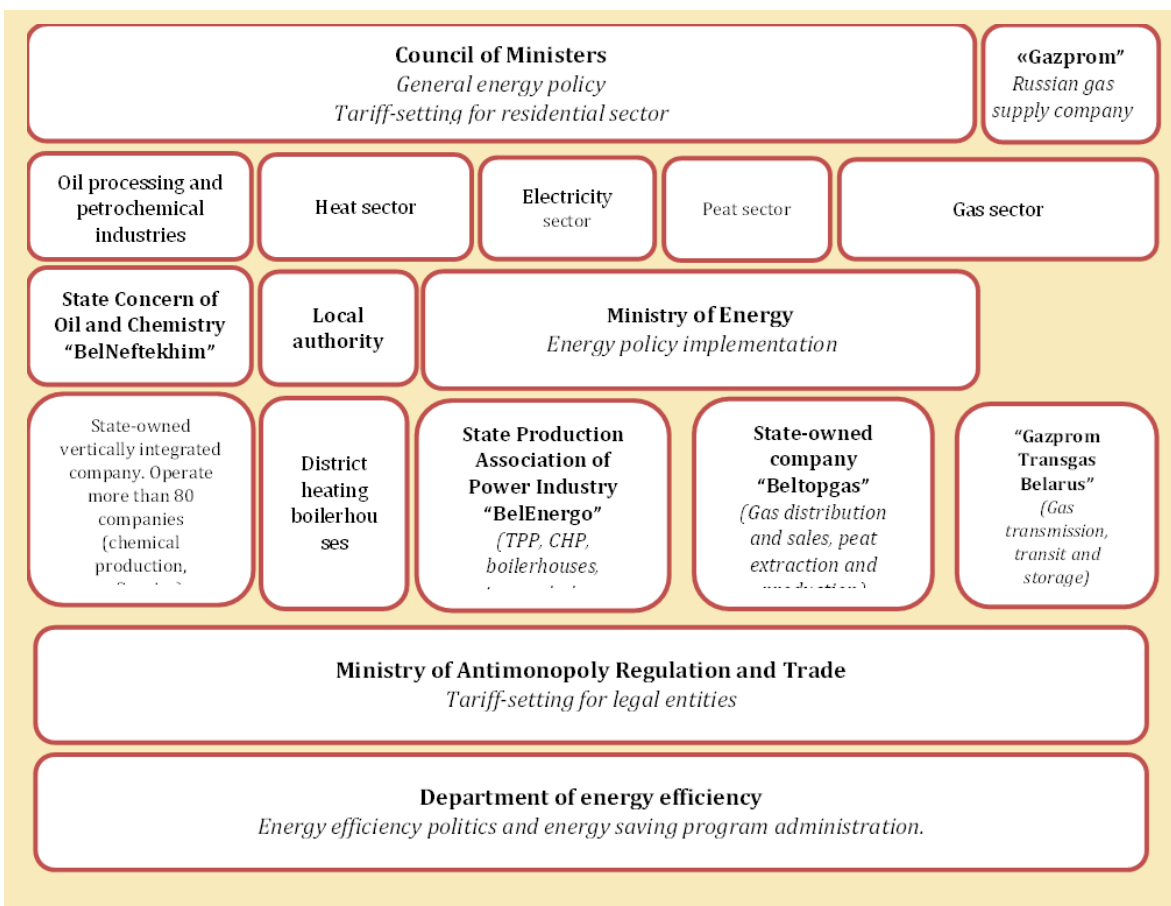 Council of Ministers
General energy policy
Tariff-setting for residential sector
«Gazprom”
Russian gas
supply company
Oil processing and
petrochemical
industries
Heat sector
Electricity
sector
Peat sector
Gas sector
State Concern of
Oil and Chemistry
“BelNeftekhim”
Local
authority
Ministry of Energy
Energy policy implementation
State-owned
vertically integrated
company. Operate
more than 80
companies
(chemical
production,
District
heating
boilerhou
ses
State Production
Association of
Power Industry
“BelEnergo”
(TPP, CHP,
boilerhouses,
State-owned
company
“Beltopgas”
(Gas distribution
and sales, peat
extraction and
production)
“Gazprom
Transgas
Belarus”
(Gas
transmission,
transit and
storage)
Ministry of Antimonopoly Regulation and Trade
Tariff-setting for legal entities
Department of energy efficiency
Energy efficiency politics and energy saving program administration.